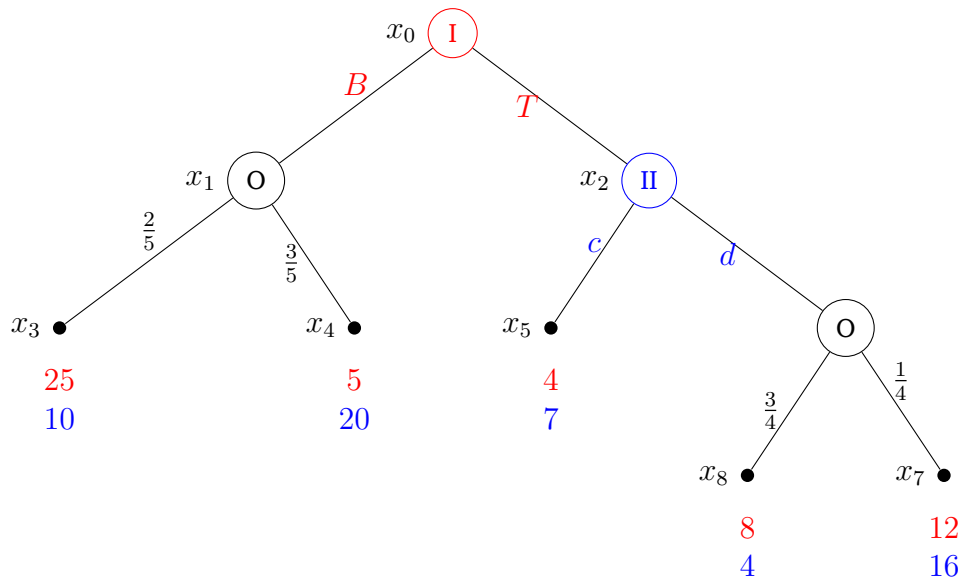 x₀ I
B T
x₁ O x₂ II
2/5 3/5 c d
x₃ x₄ x₅ O
25 5 4 3/4 1/4
10 20 7
x₈ x₇
8 12
4 16